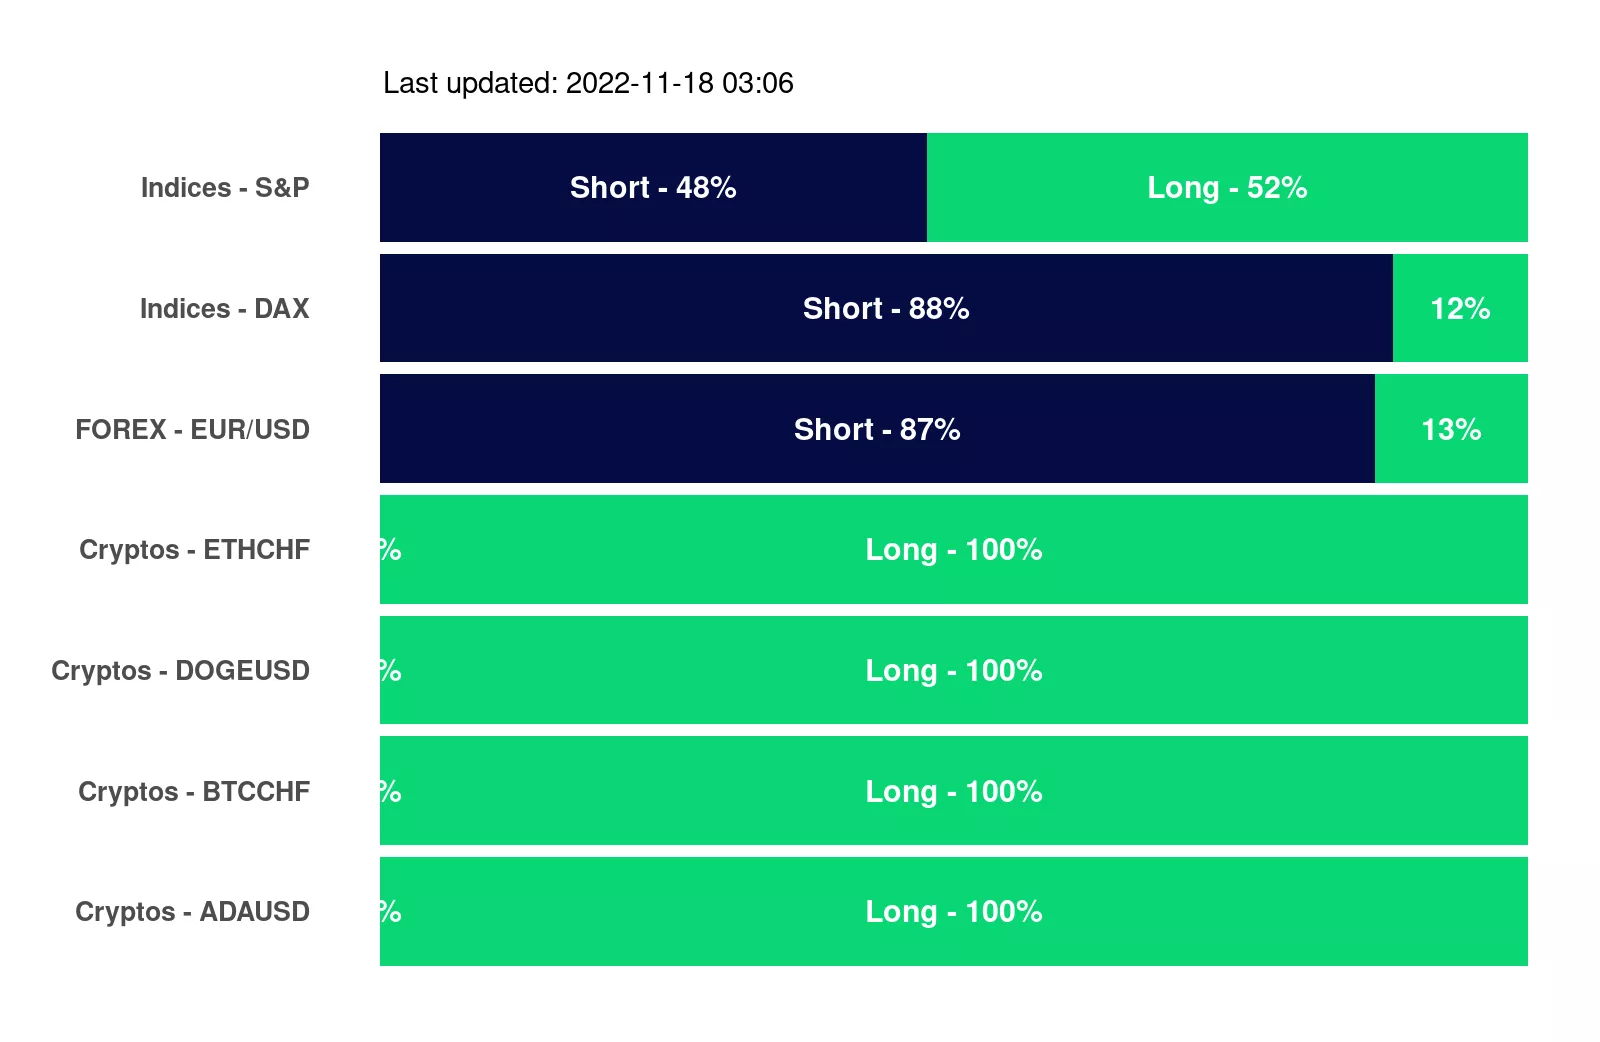 Last updated: 2022-11-18 03:06
Indices - S&P Short - 48% Long - 52%
Indices - DAX Short - 88% 12%
FOREX - EUR/USD Short - 87% 13%
Cryptos - ETHCHF % Long - 100%
Cryptos - DOGEUSD % Long - 100%
Cryptos - BTCCHF % Long - 100%
Cryptos - ADAUSD % Long - 100%